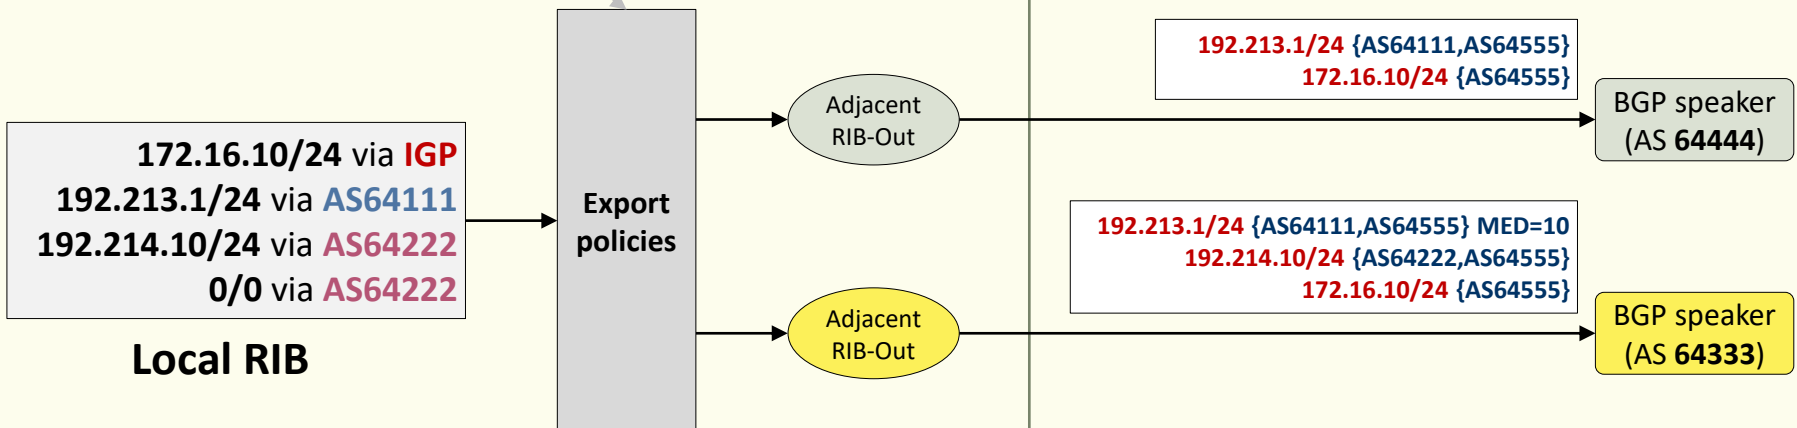 172.16.10/24 via IGP
192.213.1/24 via AS64111
192.214.10/24 via AS64222
0/0 via AS64222
Local RIB
Export
policies
Adjacent
RIB-Out
192.213.1/24 {AS64111,AS64555}
172.16.10/24 {AS64555}
BGP speaker
(AS 64444)
Adjacent
RIB-Out
192.213.1/24 {AS64111,AS64555} MED=10
192.214.10/24 {AS64222,AS64555}
172.16.10/24 {AS64555}
BGP speaker
(AS 64333)